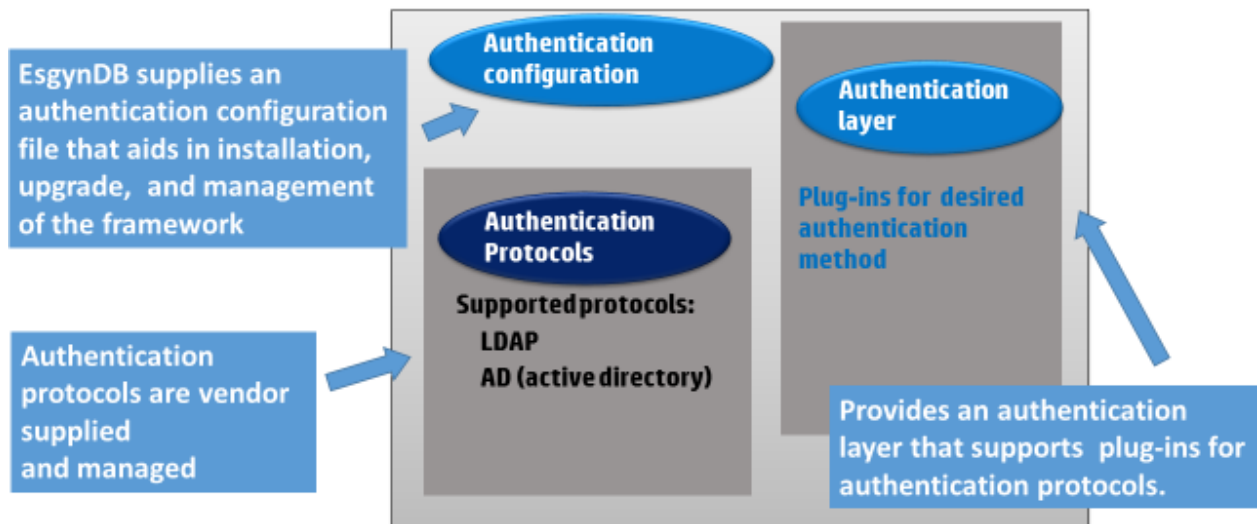 EsgynDB supplies an
authentication configuration
file that aids in installation,
upgrade, and management
of the framework
Authentication
configuration
Authentication
layer
Plug-ins for desired
authentication
method
Authentication
Protocols
Supported protocols:
LDAP
AD (active directory)
Authentication
protocols are vendor
supplied
and managed
Provides an authentication
layer that supports plug-ins for
authentication protocols.